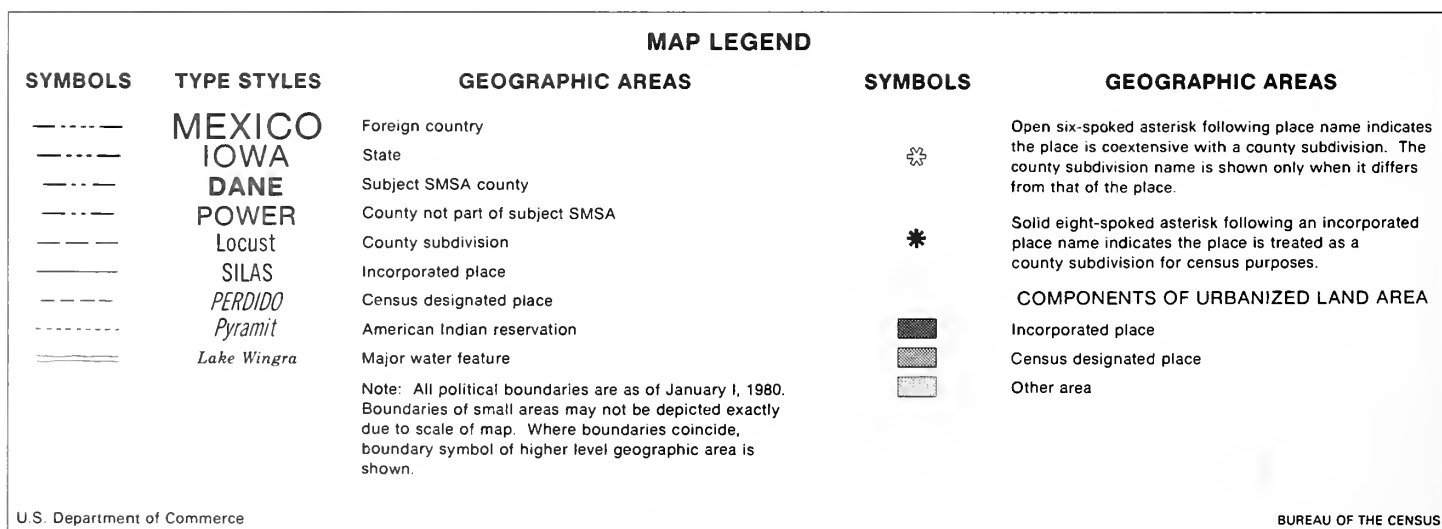 MAP LEGEND
SYMBOLS TYPE STYLES GEOGRAPHIC AREAS
MEXICO Foreign country
IOWA State
DANE Subject SMSA county
POWER County not part of subject SMSA
Locust County subdivision
SILAS Incorporated place
PERDIDO Census designated place
Pyramit American Indian reservation
Lake Wingra Major water feature
Note: All political boundaries are as of January I, 1980.
Boundaries of small areas may not be depicted exactly
due to scale of map. Where boundaries coincide,
boundary symbol of higher level geographic area is
shown.
SYMBOLS GEOGRAPHIC AREAS
Open six-spoked asterisk following place name indicates
the place is coextensive with a county subdivision. The
county subdivision name is shown only when it differs
from that of the place.
Solid eight-spoked asterisk following an incorporated
place name indicates the place is treated as a
county subdivision for census purposes.
COMPONENTS OF URBANIZED LAND AREA
Incorporated place
Census designated place
Other area
U.S. Department of Commerce
BUREAU OF THE CENSUS